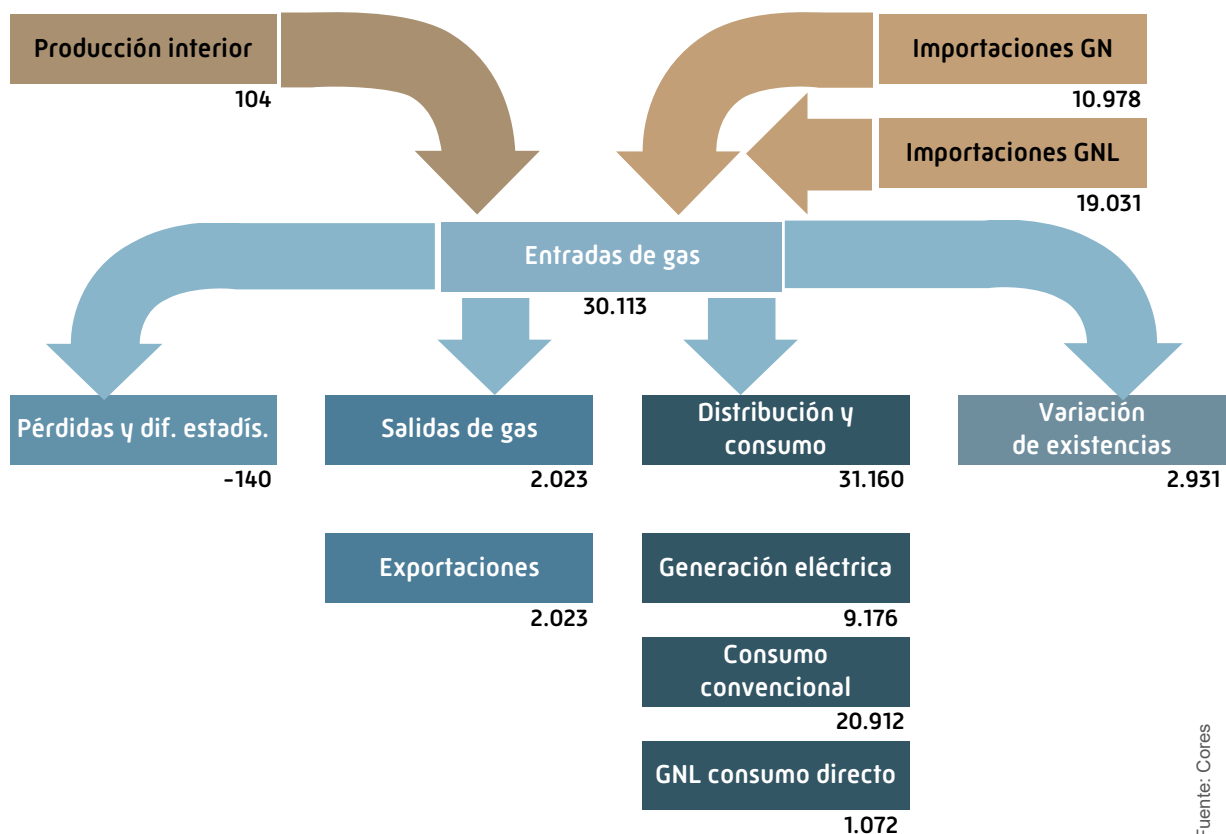 Producción interior
104
Importaciones GN
10.978
Importaciones GNL
19.031
Entradas de gas
30.113
Pérdidas y dif. estadís.
-140
Salidas de gas
2.023
Distribución y
consumo
31.160
Variación
de existencias
2.931
Exportaciones
2.023
Generación eléctrica
9.176
Consumo
convencional
20.912
GNL consumo directo
1.072
Fuente: Cores